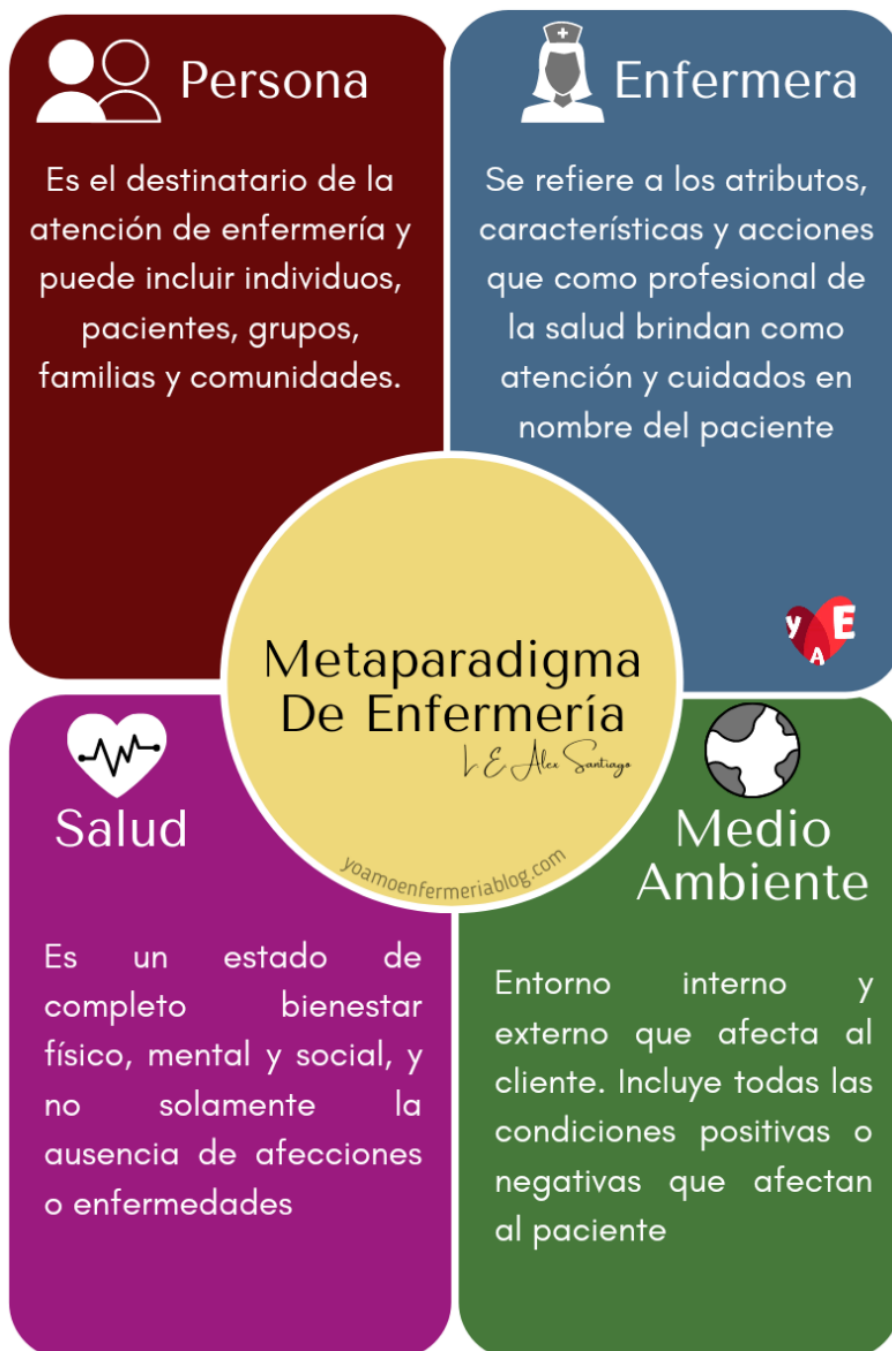 Persona
Es el destinatario de la
atención de enfermería y
puede incluir individuos,
pacientes, grupos,
familias y comunidades.
Enfermera
Se refiere a los atributos,
características y acciones
que como profesional de
la salud brindan como
atención y cuidados en
nombre del paciente
y A E
Metaparadigma
De Enfermería
L. E. Alex Santiago
yoamoenfermeriablog.com
Salud
Es un estado de
completo bienestar
físico, mental y social, y
no solamente la
ausencia de afecciones
o enfermedades
Medio
Ambiente
Entorno interno y
externo que afecta al
cliente. Incluye todas las
condiciones positivas o
negativas que afectan
al paciente